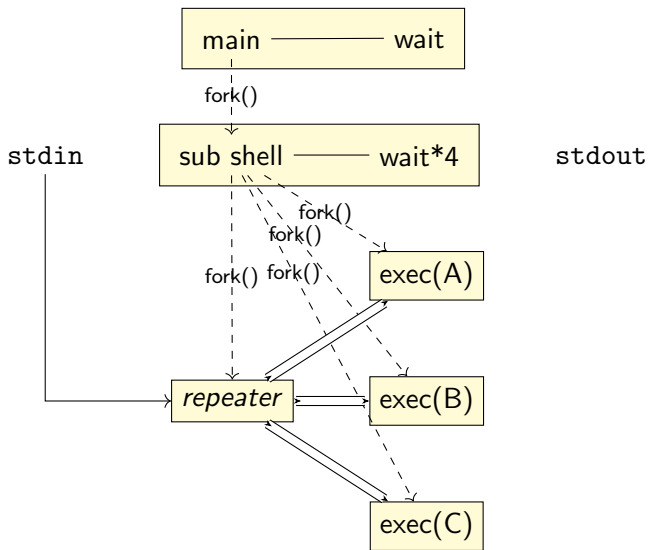 main wait
fork()
stdin sub shell wait*4 stdout
fork()
fork()
fork() fork()
exec(A)
repeater exec(B)
exec(C)